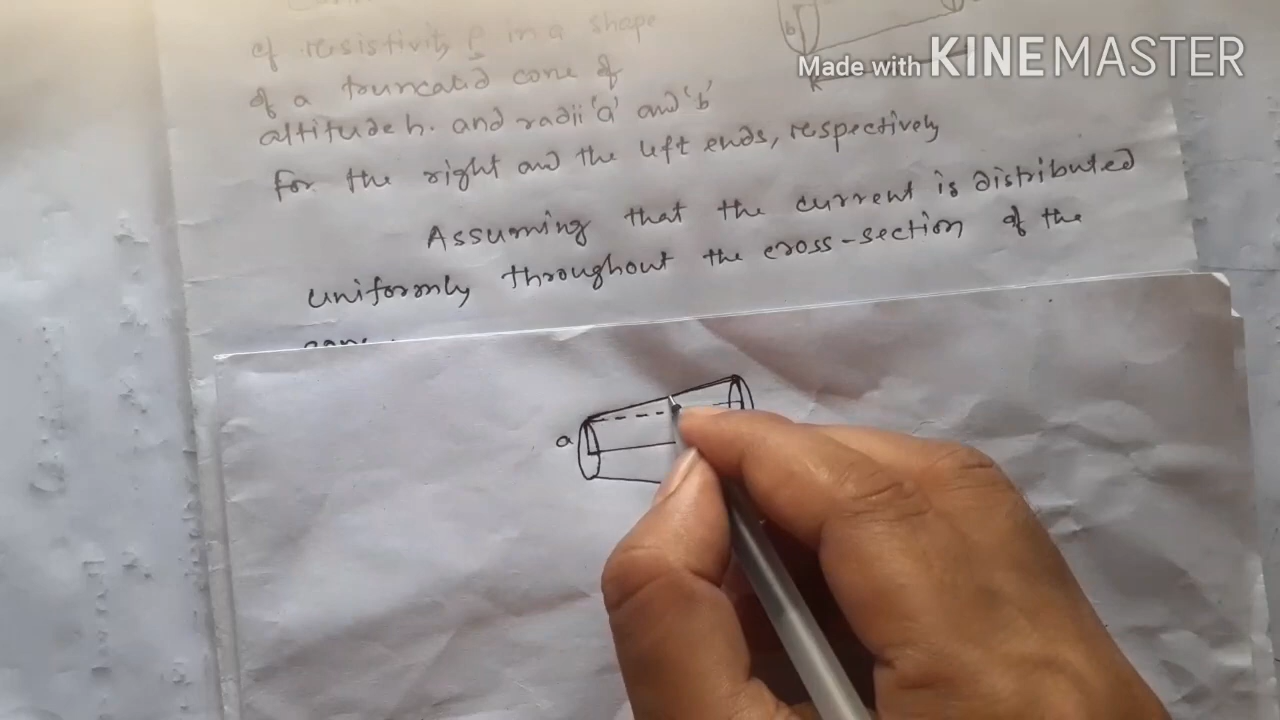 b
Made with KINEMASTER
of resistivity ρ in a shape
of a truncated cone of
altitude h. and radii 'a' and 'b'
for the right and the left ends, respectively
Assuming that the current is distributed
uniformly throughout the cross-section of the
a